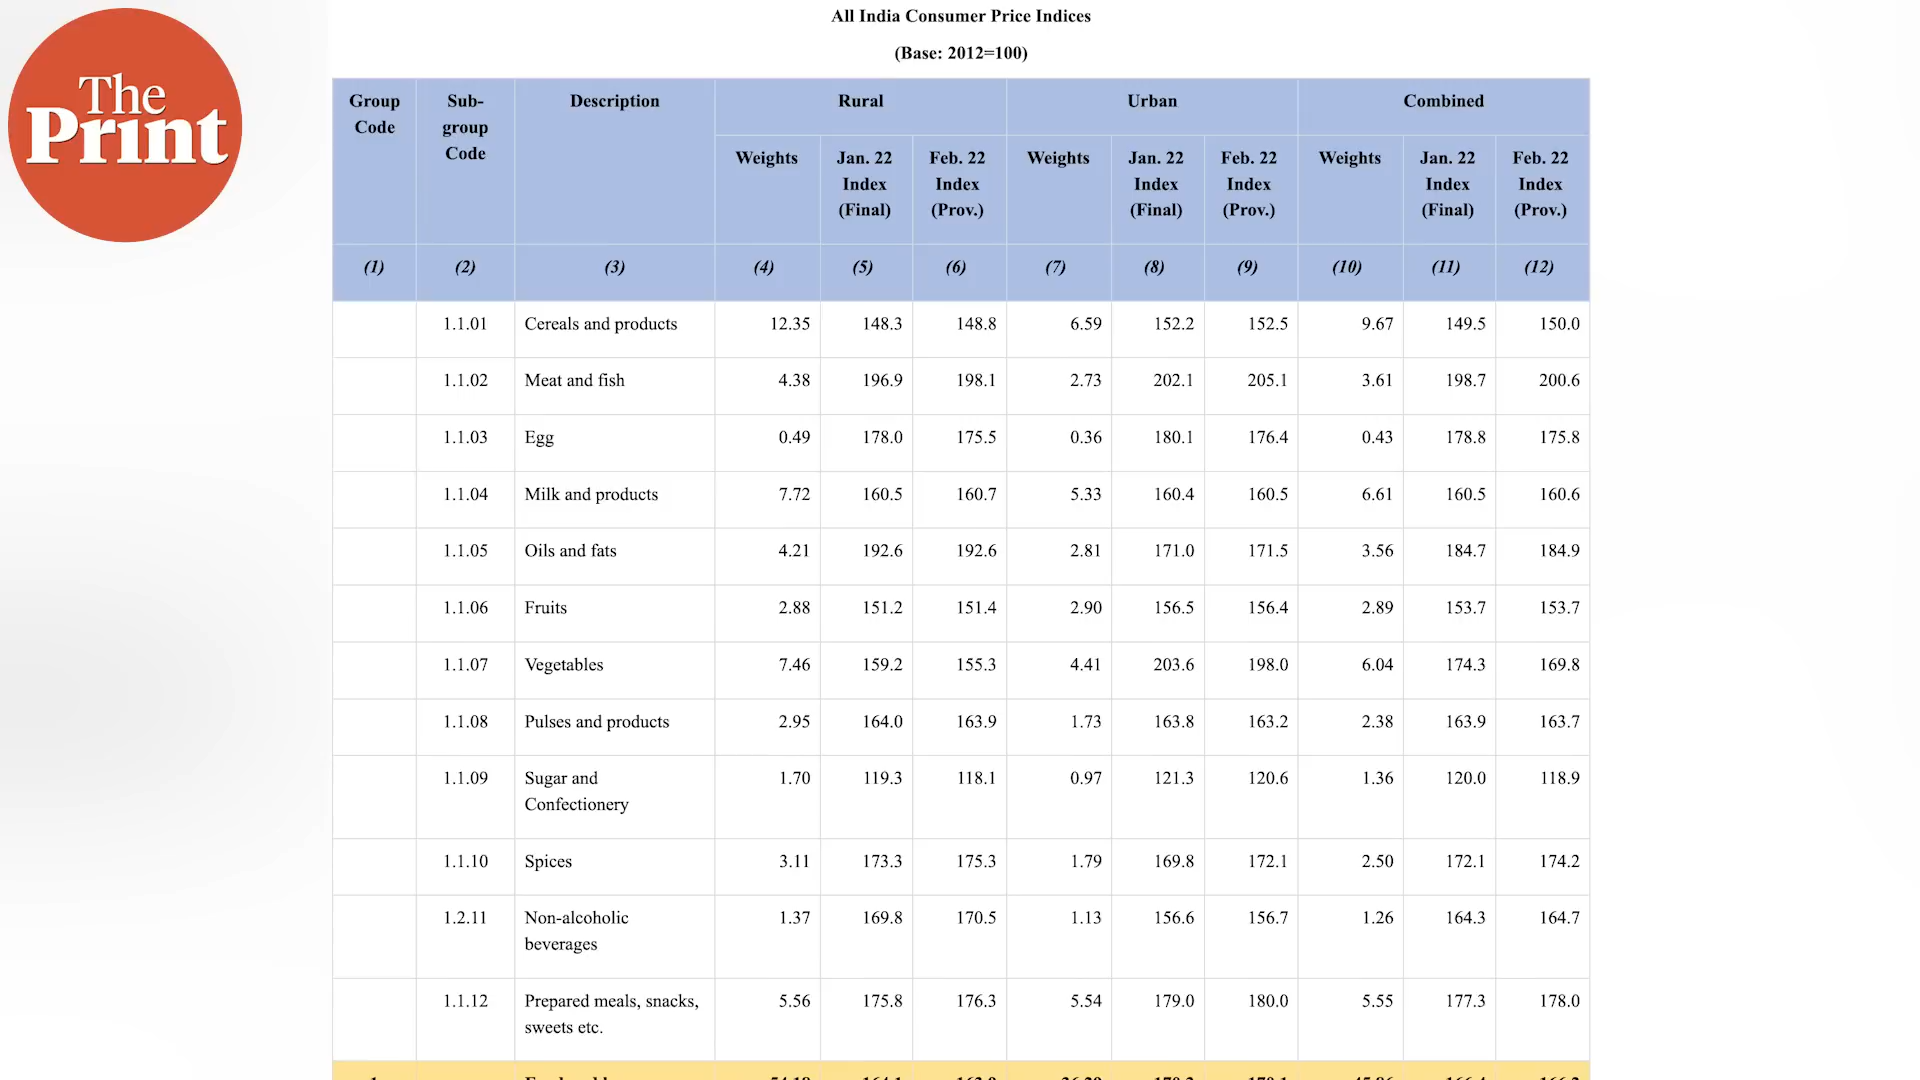 The
Print
All India Consumer Price Indices
(Base: 2012=100)
Group Code Sub-group Code Description Rural Urban Combined
Weights Jan. 22 Index (Final) Feb. 22 Index (Prov.) Weights Jan. 22 Index (Final) Feb. 22 Index (Prov.) Weights Jan. 22 Index (Final) Feb. 22 Index (Prov.)
(1) (2) (3) (4) (5) (6) (7) (8) (9) (10) (11) (12)
1.1.01 Cereals and products 12.35 148.3 148.8 6.59 152.2 152.5 9.67 149.5 150.0
1.1.02 Meat and fish 4.38 196.9 198.1 2.73 202.1 205.1 3.61 198.7 200.6
1.1.03 Egg 0.49 178.0 175.5 0.36 180.1 176.4 0.43 178.8 175.8
1.1.04 Milk and products 7.72 160.5 160.7 5.33 160.4 160.5 6.61 160.5 160.6
1.1.05 Oils and fats 4.21 192.6 192.6 2.81 171.0 171.5 3.56 184.7 184.9
1.1.06 Fruits 2.88 151.2 151.4 2.90 156.5 156.4 2.89 153.7 153.7
1.1.07 Vegetables 7.46 159.2 155.3 4.41 203.6 198.0 6.04 174.3 169.8
1.1.08 Pulses and products 2.95 164.0 163.9 1.73 163.8 163.2 2.38 163.9 163.7
1.1.09 Sugar and Confectionery 1.70 119.3 118.1 0.97 121.3 120.6 1.36 120.0 118.9
1.1.10 Spices 3.11 173.3 175.3 1.79 169.8 172.1 2.50 172.1 174.2
1.2.11 Non-alcoholic beverages 1.37 169.8 170.5 1.13 156.6 156.7 1.26 164.3 164.7
1.1.12 Prepared meals, snacks, sweets etc. 5.56 175.8 176.3 5.54 179.0 180.0 5.55 177.3 178.0